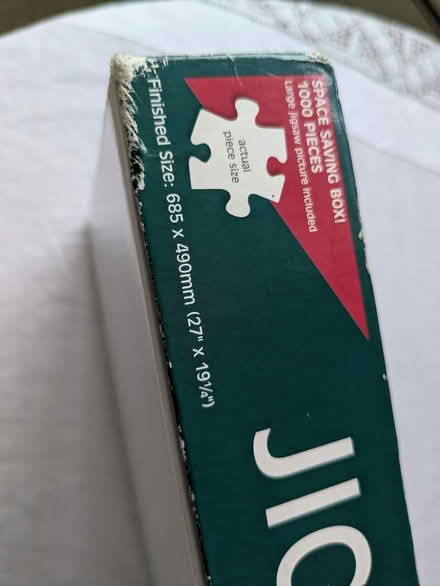 SPACE SAVING BOX!
1000 PIECES
Large jigsaw picture included
actual
piece size
Finished Size: 685 x 490mm (27" x 19¼")
JIG